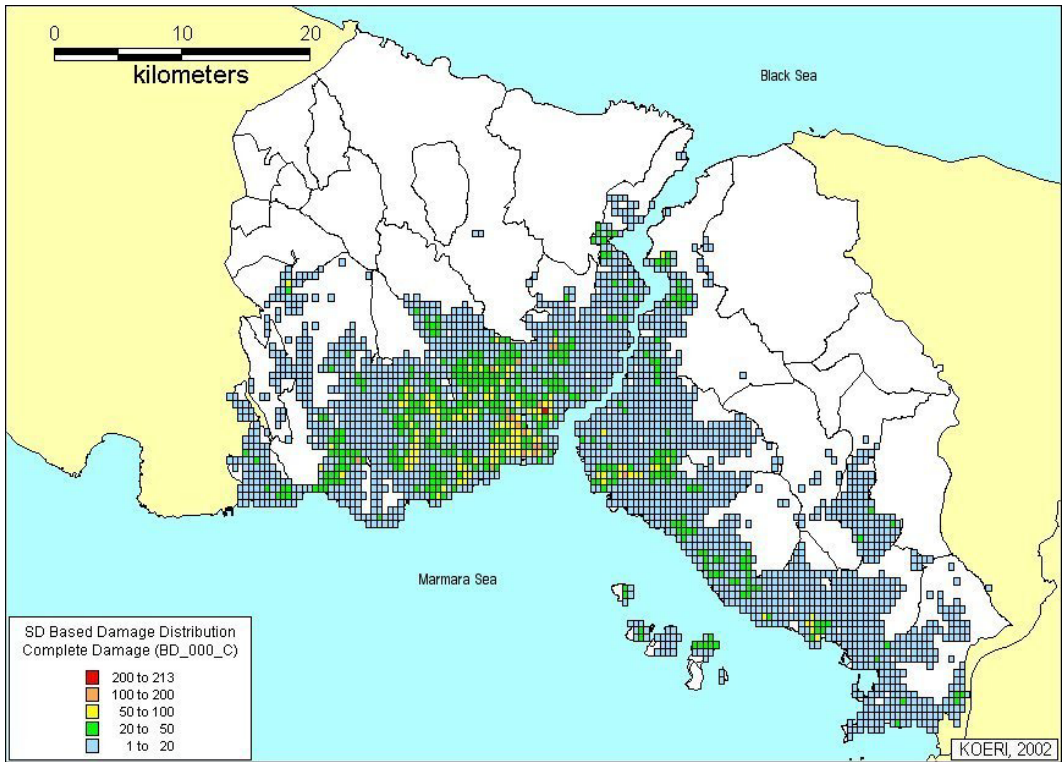 0 10 20
kilometers
Black Sea
Marmara Sea
SD Based Damage Distribution
Complete Damage (BD_000_C)
200 to 213
100 to 200
50 to 100
20 to 50
1 to 20
KOERI, 2002